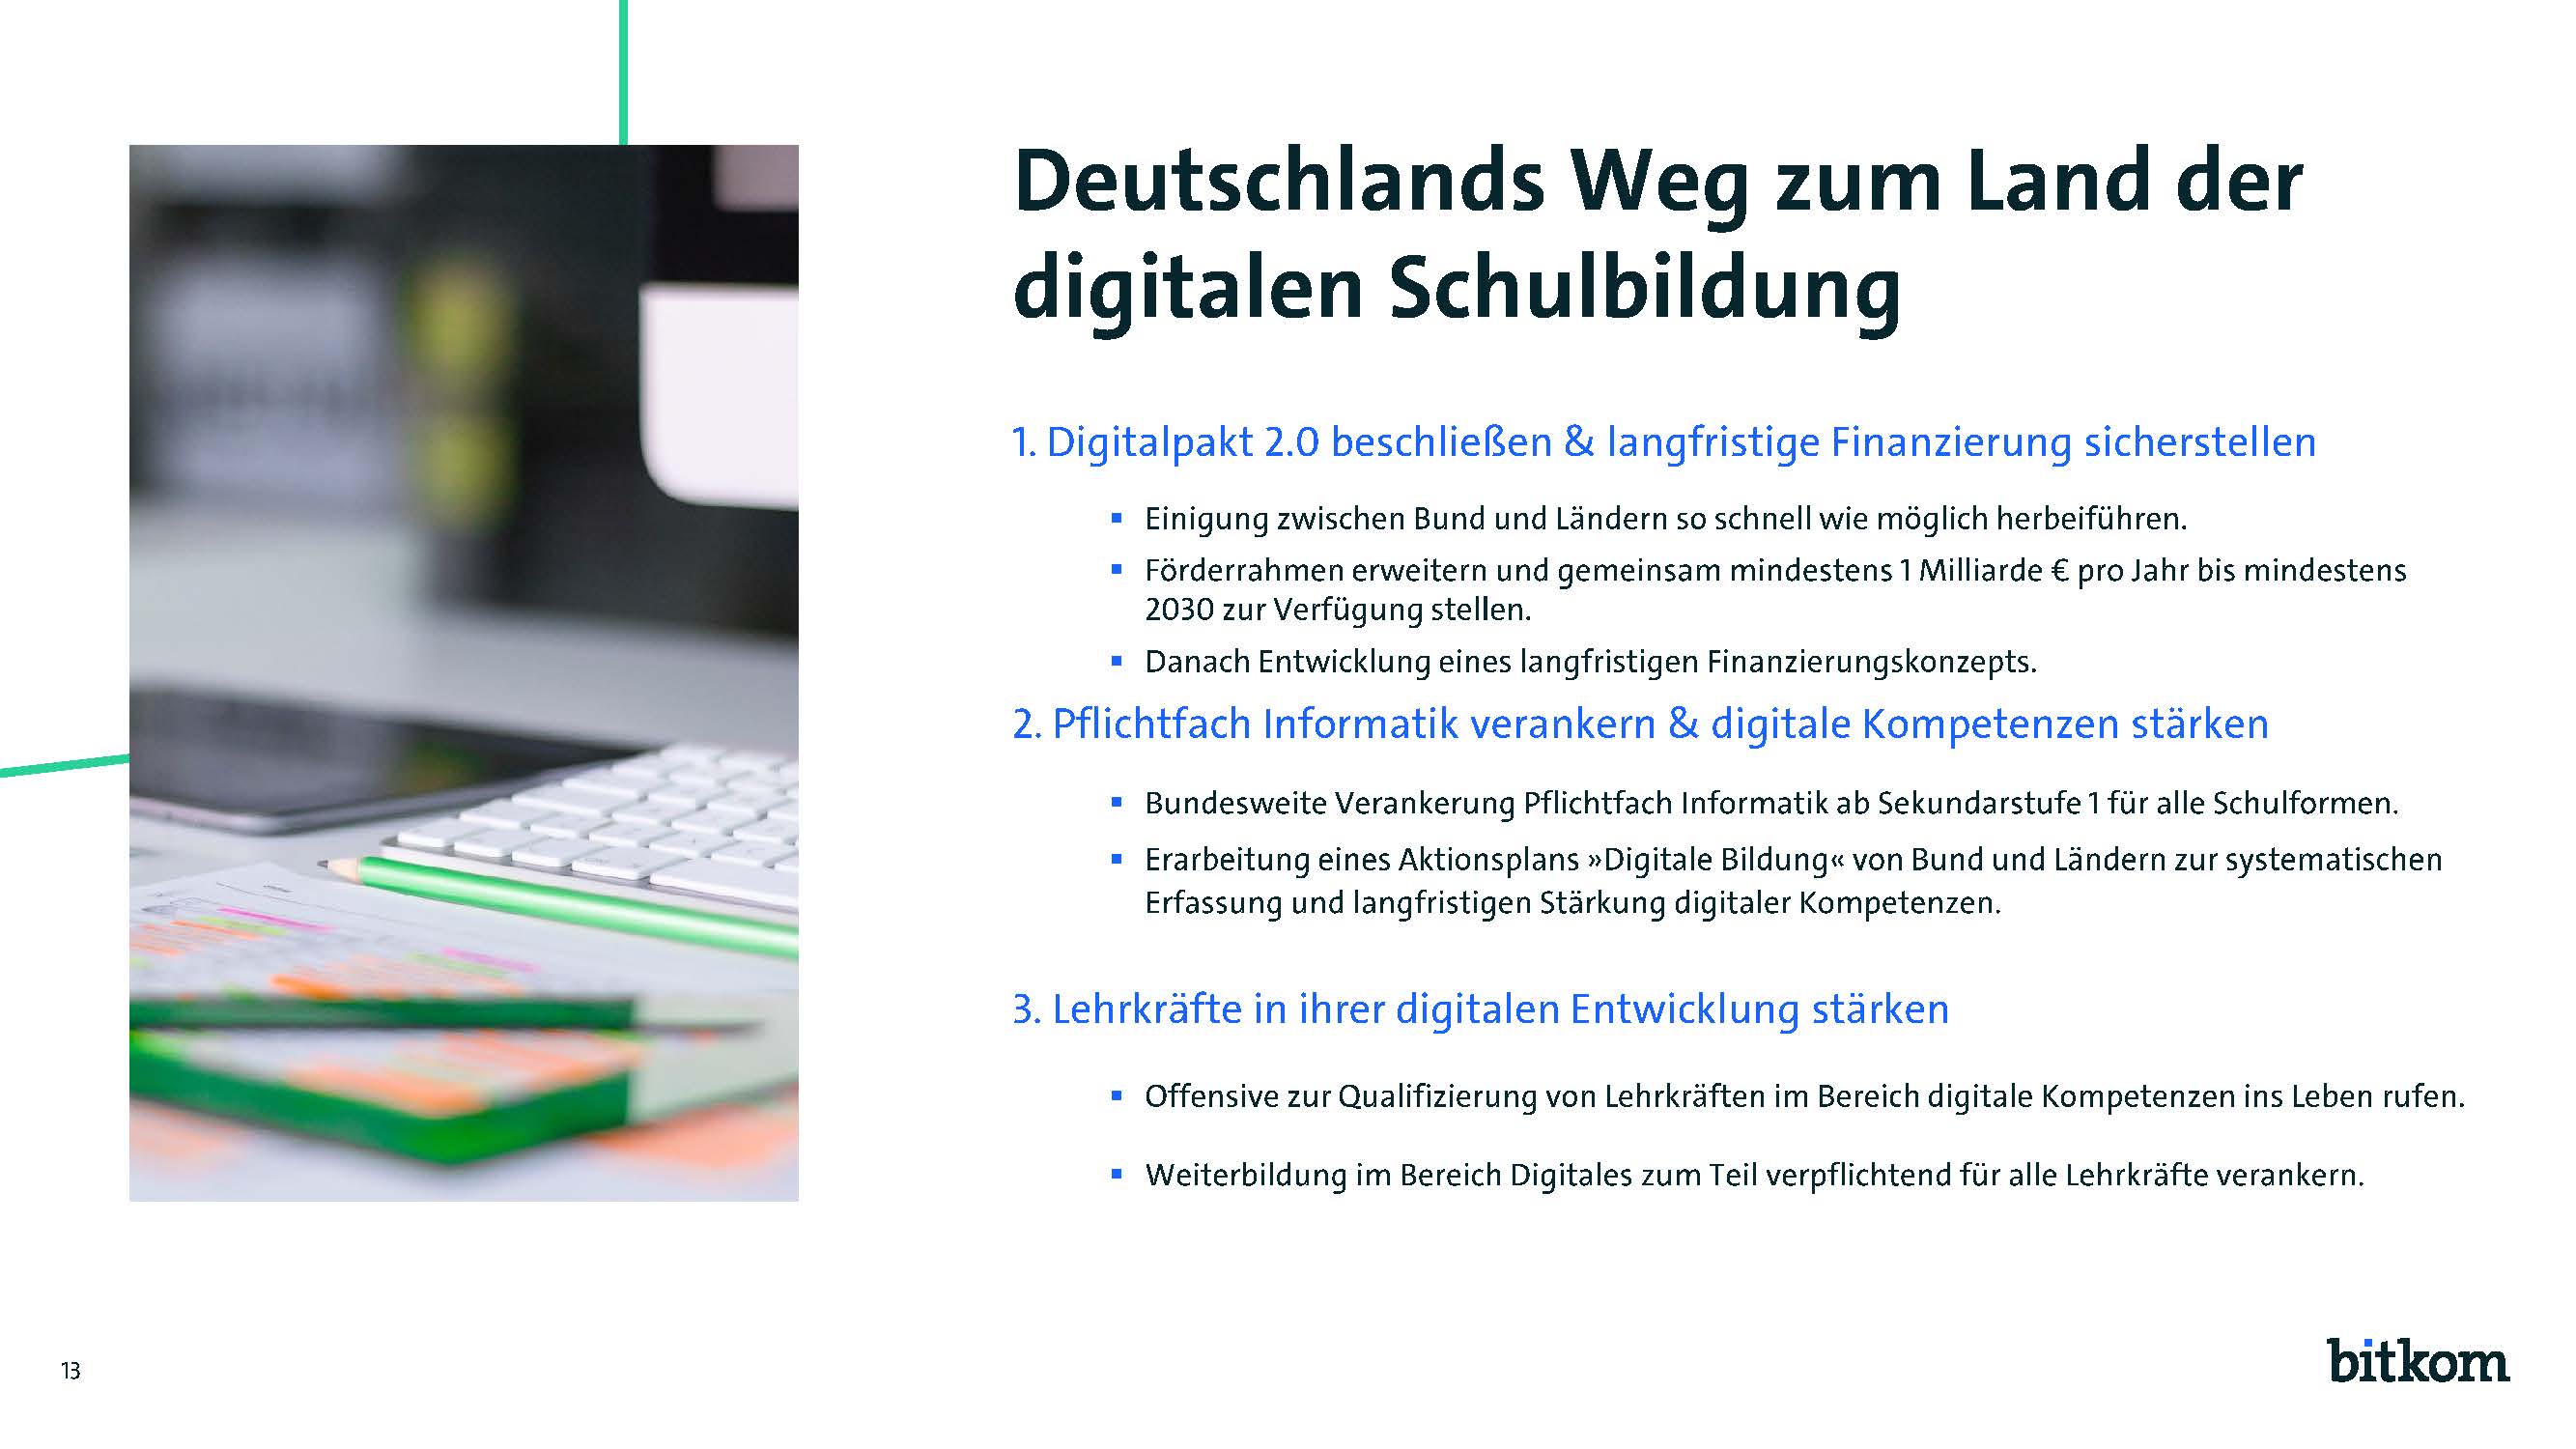 Deutschlands Weg zum Land der
digitalen Schulbildung
1. Digitalpakt 2.0 beschließen & langfristige Finanzierung sicherstellen
▪ Einigung zwischen Bund und Ländern so schnell wie möglich herbeiführen.
▪ Förderrahmen erweitern und gemeinsam mindestens 1 Milliarde € pro Jahr bis mindestens
2030 zur Verfügung stellen.
▪ Danach Entwicklung eines langfristigen Finanzierungskonzepts.
2. Pflichtfach Informatik verankern & digitale Kompetenzen stärken
▪ Bundesweite Verankerung Pflichtfach Informatik ab Sekundarstufe 1 für alle Schulformen.
▪ Erarbeitung eines Aktionsplans »Digitale Bildung« von Bund und Ländern zur systematischen
Erfassung und langfristigen Stärkung digitaler Kompetenzen.
3. Lehrkräfte in ihrer digitalen Entwicklung stärken
▪ Offensive zur Qualifizierung von Lehrkräften im Bereich digitale Kompetenzen ins Leben rufen.
▪ Weiterbildung im Bereich Digitales zum Teil verpflichtend für alle Lehrkräfte verankern.
13
bitkom